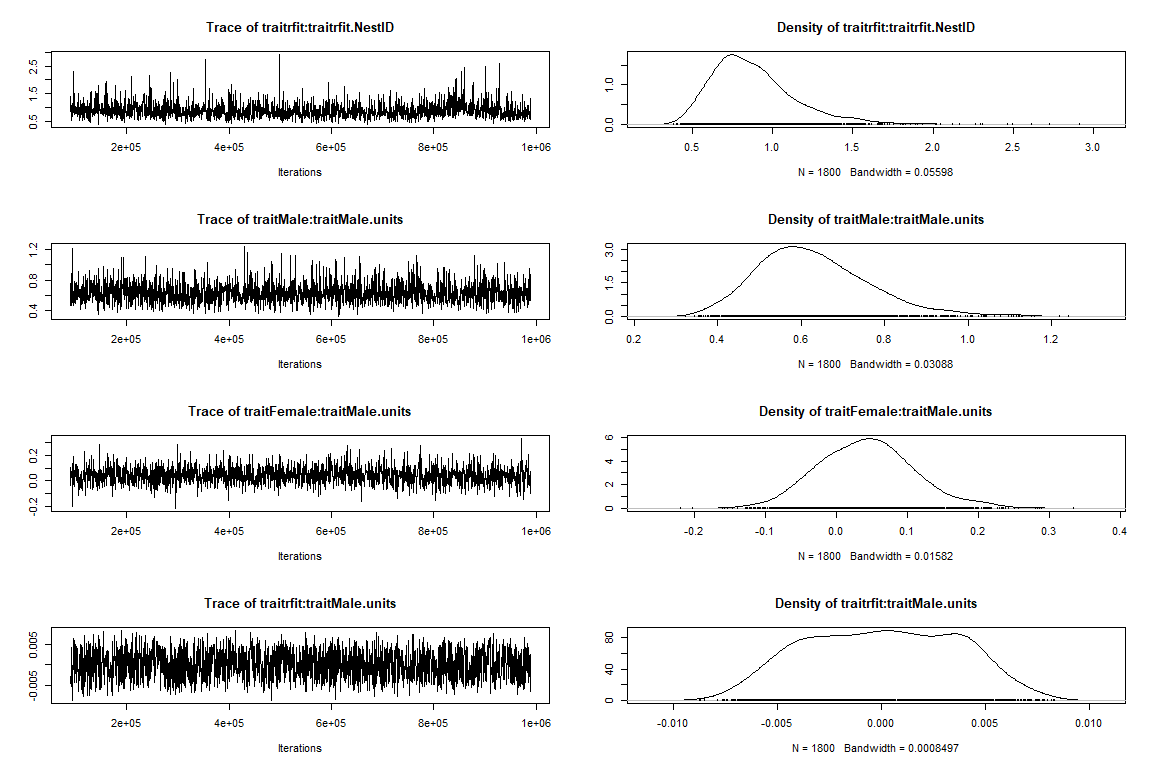 Trace of traitrfit:traitrfit.NestID
0.5 1.5 2.5
2e+05 4e+05 6e+05 8e+05 1e+06
Iterations
Density of traitrfit:traitrfit.NestID
0.0 1.0
0.5 1.0 1.5 2.0 2.5 3.0
N = 1800 Bandwidth = 0.05598
Trace of traitMale:traitMale.units
0.4 0.8 1.2
2e+05 4e+05 6e+05 8e+05 1e+06
Iterations
Density of traitMale:traitMale.units
0.0 1.5 3.0
0.2 0.4 0.6 0.8 1.0 1.2
N = 1800 Bandwidth = 0.03088
Trace of traitFemale:traitMale.units
-0.2 0.0 0.2
2e+05 4e+05 6e+05 8e+05 1e+06
Iterations
Density of traitFemale:traitMale.units
0 2 4 6
-0.2 -0.1 0.0 0.1 0.2 0.3 0.4
N = 1800 Bandwidth = 0.01582
Trace of traitrfit:traitMale.units
-0.005 0.005
2e+05 4e+05 6e+05 8e+05 1e+06
Iterations
Density of traitrfit:traitMale.units
0 40 80
-0.010 -0.005 0.000 0.005 0.010
N = 1800 Bandwidth = 0.0008497